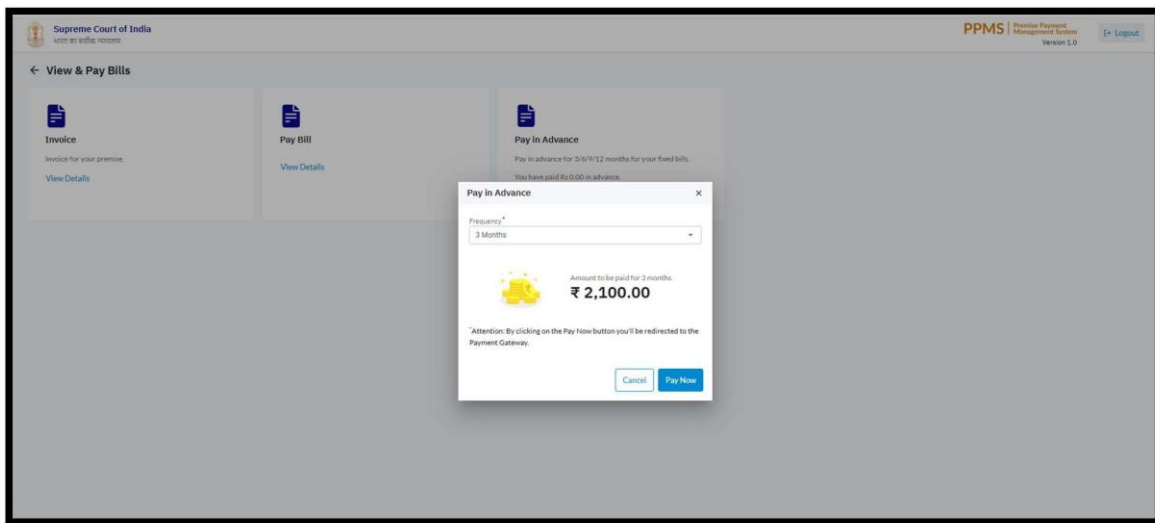 Supreme Court of India
भारत का सर्वोच्च न्यायालय
PPMS
Premise Payment
Management System
Version 1.0
Logout
← View & Pay Bills
Invoice
Invoice for your premise.
View Details
Pay Bill
View Details
Pay in Advance
Pay in advance for 3/6/9/12 months for your fixed bills.
You have paid Rs 0.00 in advance.
Pay in Advance
×
Frequency*
3 Months
Amount to be paid for 3 months.
₹ 2,100.00
*Attention: By clicking on the Pay Now button you'll be redirected to the
Payment Gateway.
Cancel
Pay Now